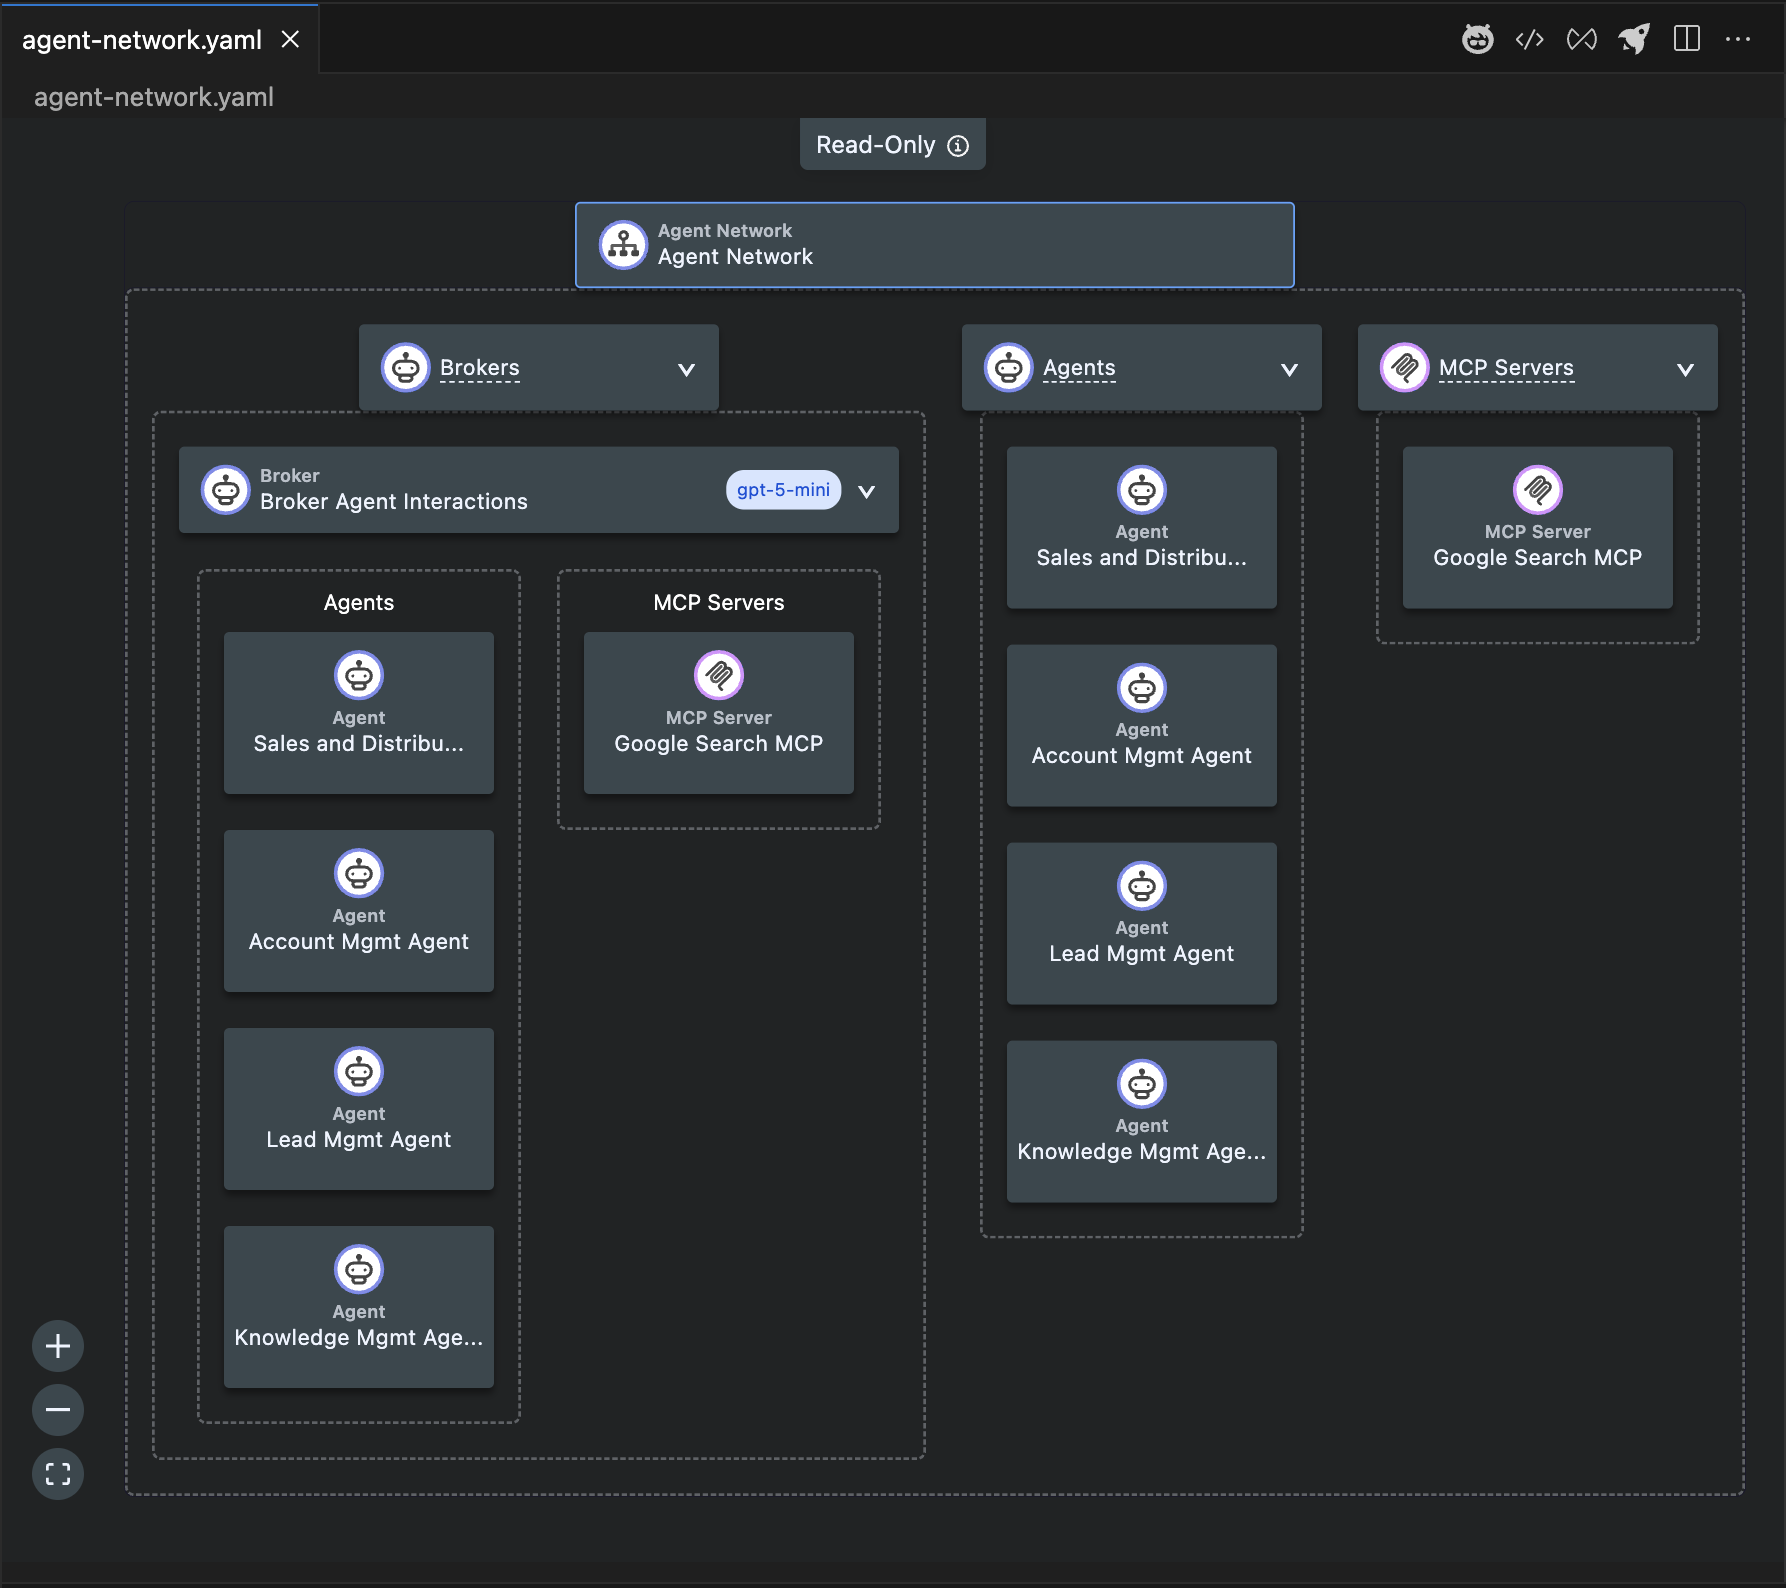 agent-network.yaml
agent-network.yaml
Read-Only
Agent Network
Agent Network
Brokers
Agents
MCP Servers
Broker
Broker Agent Interactions
gpt-5-mini
Agents
Agent
Sales and Distribu...
Agent
Account Mgmt Agent
Agent
Lead Mgmt Agent
Agent
Knowledge Mgmt Age...
MCP Servers
MCP Server
Google Search MCP
Agent
Sales and Distribu...
Agent
Account Mgmt Agent
Agent
Lead Mgmt Agent
Agent
Knowledge Mgmt Age...
MCP Server
Google Search MCP